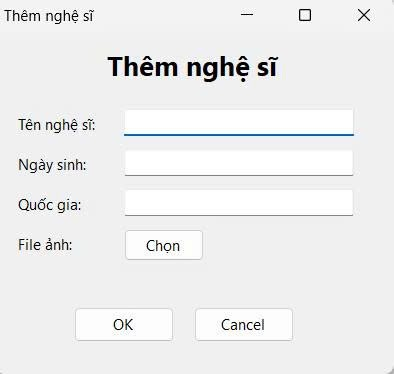 Thêm nghệ sĩ
Thêm nghệ sĩ
Tên nghệ sĩ:
Ngày sinh:
Quốc gia:
File ảnh: Chọn
OK Cancel